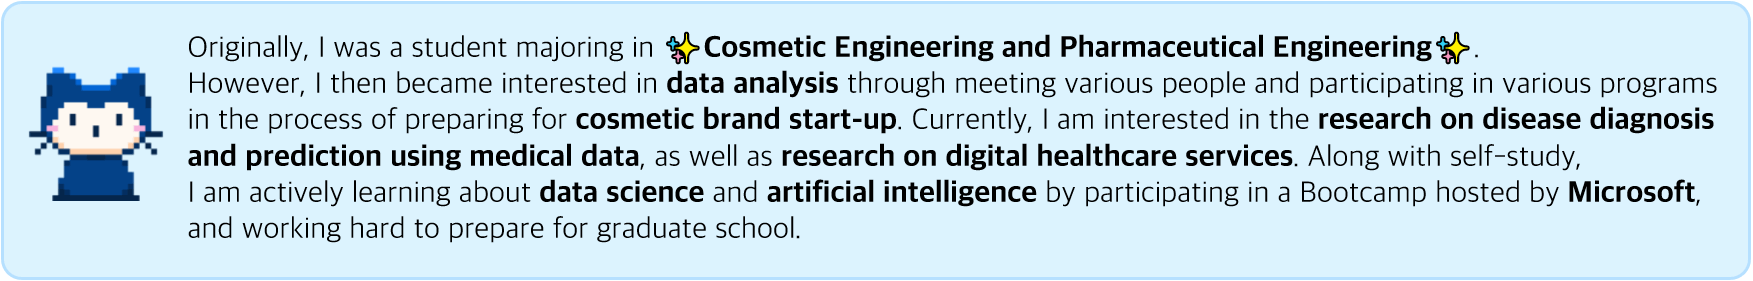 Originally, I was a student majoring in ✨Cosmetic Engineering and Pharmaceutical Engineering✨.
However, I then became interested in data analysis through meeting various people and participating in various programs
in the process of preparing for cosmetic brand start-up. Currently, I am interested in the research on disease diagnosis
and prediction using medical data, as well as research on digital healthcare services. Along with self-study,
I am actively learning about data science and artificial intelligence by participating in a Bootcamp hosted by Microsoft,
and working hard to prepare for graduate school.